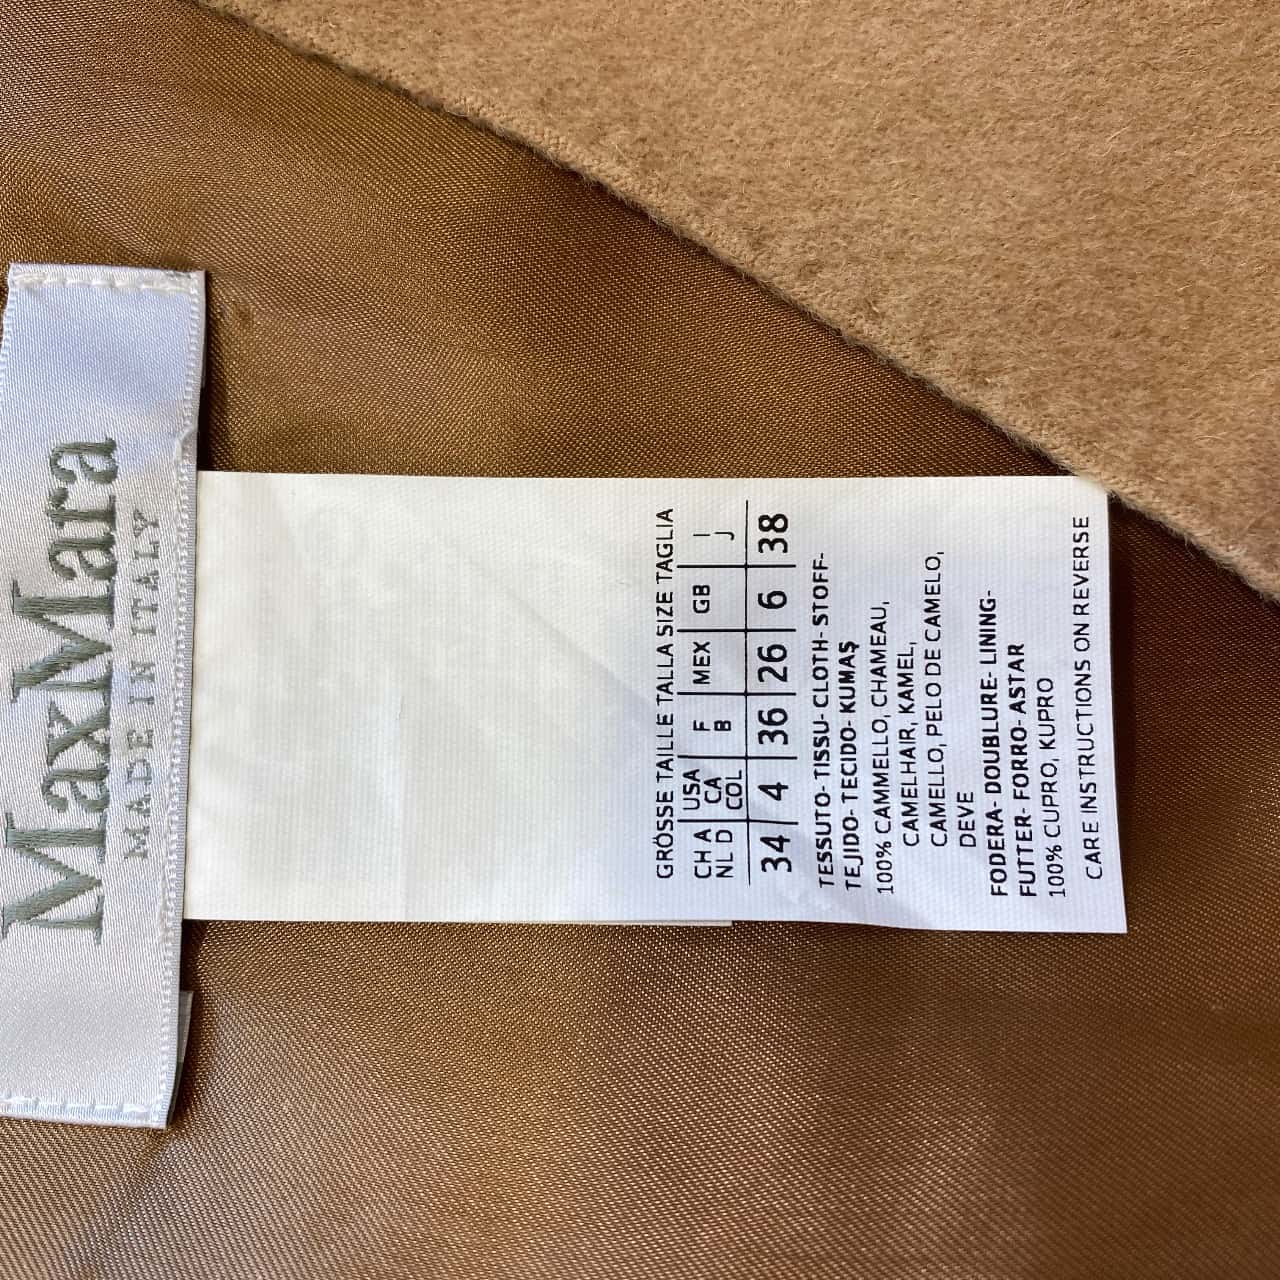 MaxMara
MADE IN ITALY
GRÖSSE TAILLE TALLA SIZE TAGLIA
CH A USA F MEX GB I
NL D CA B J
COL
34 4 36 26 6 38
TESSUTO- TISSU- CLOTH- STOFF-
TEJIDO- TECIDO- KUMAŞ
100% CAMMELLO, CHAMEAU,
CAMELHAIR, KAMEL,
CAMELLO, PELO DE CAMELO,
DEVE
FODERA- DOUBLURE- LINING-
FUTTER- FORRO- ASTAR
100% CUPRO, KUPRO
CARE INSTRUCTIONS ON REVERSE